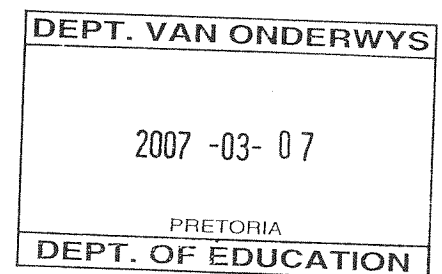 DEPT. VAN ONDERWYS
2007 -03- 07
PRETORIA
DEPT. OF EDUCATION